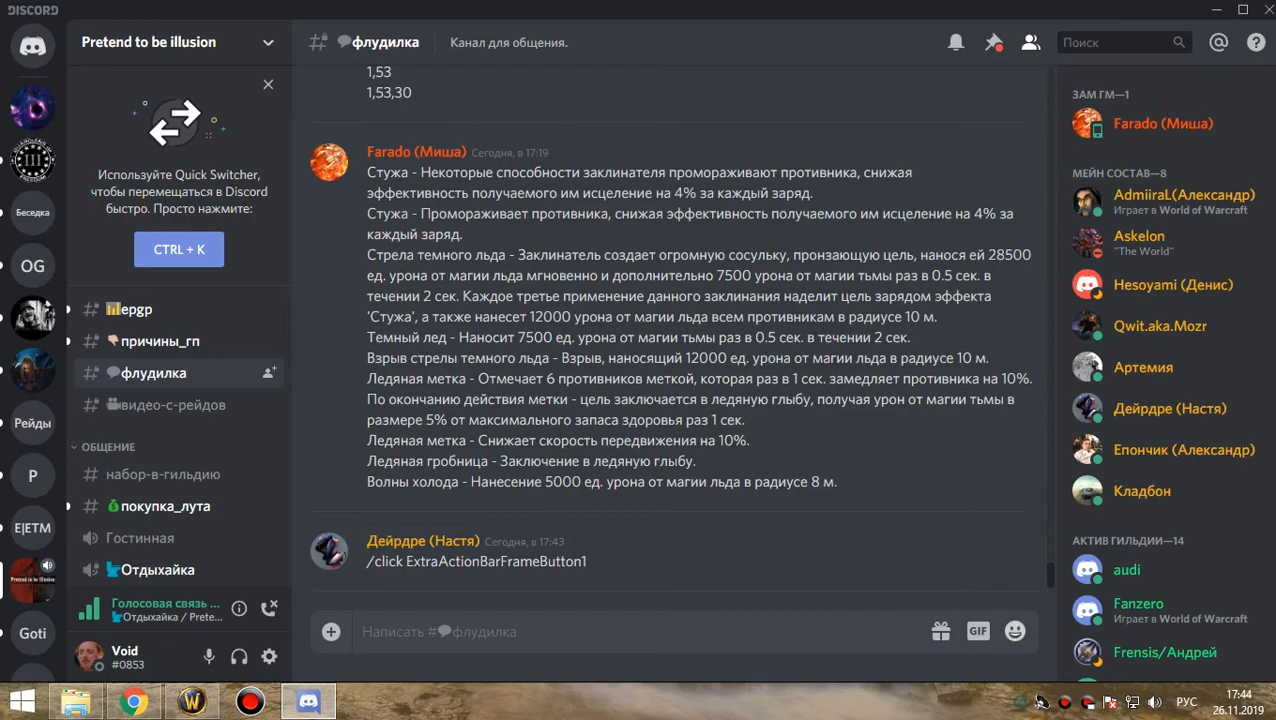 DISCORD
Pretend to be illusion
флудилка
Канал для общения.
Поиск
Используйте Quick Switcher,
чтобы перемещаться в Discord
быстро. Просто нажмите:
CTRL + K
epgp
причины_гп
флудилка
видео-с-рейдов
ОБЩЕНИЕ
набор-в-гильдию
покупка_лута
Гостинная
Отдыхайка
Голосовая связь ...
Отдыхайка / Prete...
Void
#0853
III
Беседка
OG
Рейды
P
E|ETM
Pretend to be illusion
Goti
1,53
1,53,30
Farado (Миша) Сегодня, в 17:19
Стужа - Некоторые способности заклинателя промораживают противника, снижая
эффективность получаемого им исцеление на 4% за каждый заряд.
Стужа - Промораживает противника, снижая эффективность получаемого им исцеление на 4% за
каждый заряд.
Стрела темного льда - Заклинатель создает огромную сосульку, пронзающую цель, нанося ей 28500
ед. урона от магии льда мгновенно и дополнительно 7500 урона от магии тьмы раз в 0.5 сек. в
течении 2 сек. Каждое третье применение данного заклинания наделит цель зарядом эффекта
'Стужа', а также нанесет 12000 урона от магии льда всем противникам в радиусе 10 м.
Темный лед - Наносит 7500 ед. урона от магии тьмы раз в 0.5 сек. в течении 2 сек.
Взрыв стрелы темного льда - Взрыв, наносящий 12000 ед. урона от магии льда в радиусе 10 м.
Ледяная метка - Отмечает 6 противников меткой, которая раз в 1 сек. замедляет противника на 10%.
По окончанию действия метки - цель заключается в ледяную глыбу, получая урон от магии тьмы в
размере 5% от максимального запаса здоровья раз 1 сек.
Ледяная метка - Снижает скорость передвижения на 10%.
Ледяная гробница - Заключение в ледяную глыбу.
Волны холода - Нанесение 5000 ед. урона от магии льда в радиусе 8 м.
Дейрдре (Настя) Сегодня, в 17:43
/click ExtraActionBarFrameButton1
Написать #флудилка
GIF
ЗАМ ГМ—1
Farado (Миша)
МЕЙН СОСТАВ—8
AdmiiraL(Александр)
Играет в World of Warcraft
Askelon
"The World"
Hesoyami (Денис)
Qwit.aka.Mozr
Артемия
Дейрдре (Настя)
Епончик (Александр)
Кладбон
АКТИВ ГИЛЬДИИ—14
audi
Fanzero
Играет в World of Warcraft
Frensis/Андрей
РУС
17:44
26.11.2019